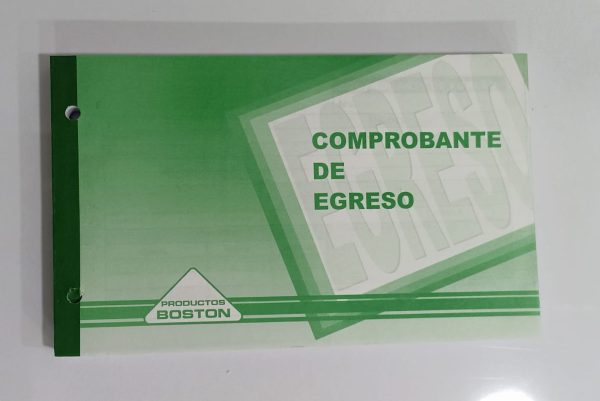 EGRESO
COMPROBANTE
DE
EGRESO
PRODUCTOS
BOSTON